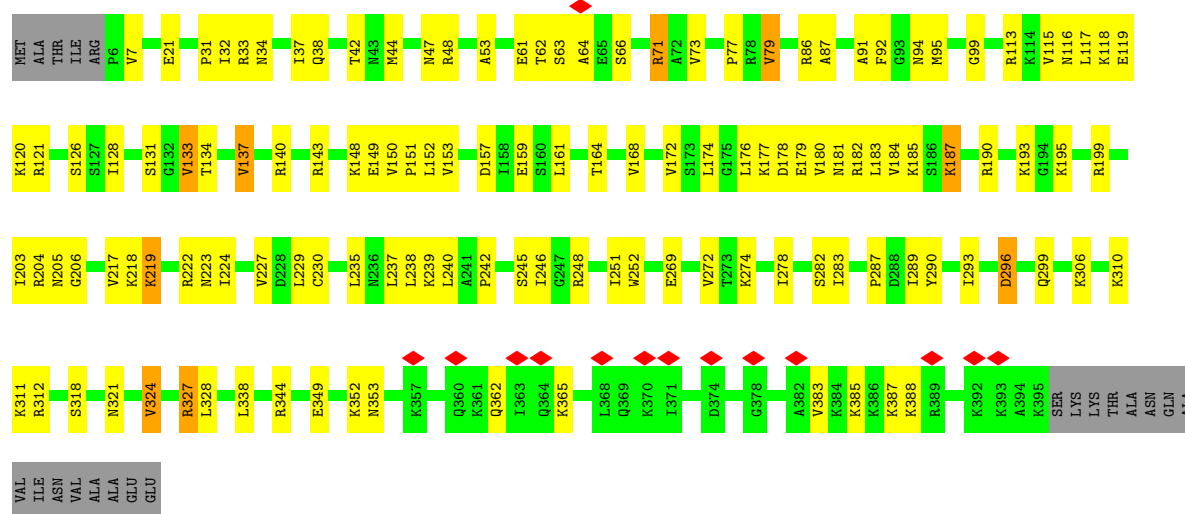 MET ALA THR ILE ARG P6 V7 E21 P31 I32 R33 N34 I37 Q38 T42 N43 M44 N47 R48 A53 E61 T62 S63 A64 E65 S66 R71 A72 V73 P77 R78 V79 R86 A87 A91 F92 G93 N94 M95 G99 R113 K114 V115 N116 L117 K118 E119
K120 R121 S126 S127 I128 S131 G132 V133 T134 V137 R140 R143 K148 E149 V150 P151 L152 V153 D157 I158 E159 S160 L161 T164 V168 V172 S173 L174 G175 L176 K177 D178 E179 V180 N181 R182 L183 V184 K185 S186 K187 R190 K193 G194 K195 R199
I203 R204 N205 G206 V217 K218 K219 R222 N223 I224 V227 D228 L229 C230 L235 N236 L237 L238 K239 L240 A241 P242 S245 I246 G247 R248 I251 W252 E269 V272 T273 K274 I278 S282 I283 P287 D288 I289 Y290 I293 D296 Q299 K306 K310
K311 R312 S318 N321 V324 R327 L328 L338 R344 E349 K352 N353 K357 Q360 K361 Q362 I363 Q364 K365 L368 Q369 K370 I371 D374 G378 A382 V383 K384 K385 K386 K387 K388 R389 K392 K393 A394 K395 SER LYS LYS THR ALA ASN GLN
VAL ILE ASN VAL ALA ALA GLU GLU